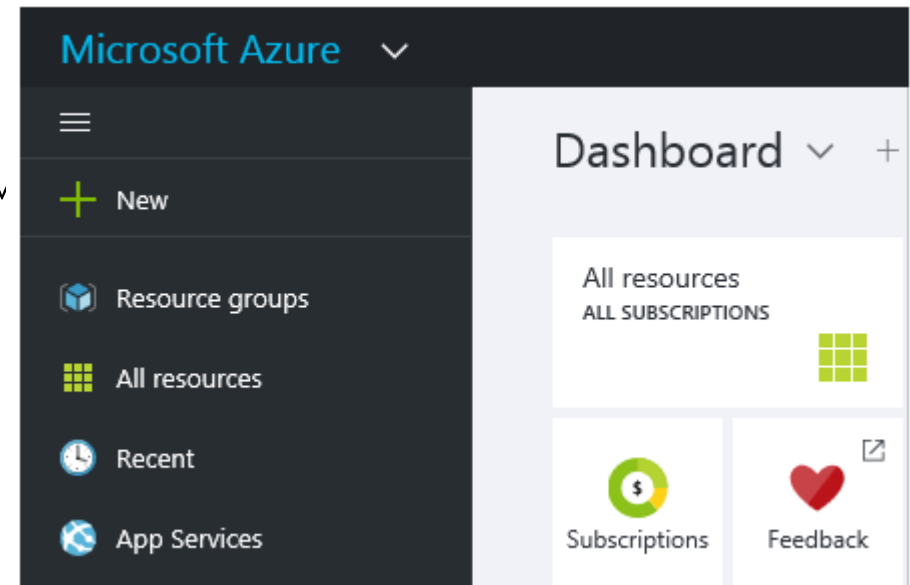 Microsoft Azure
Dashboard
New
All resources
ALL SUBSCRIPTIONS
Resource groups
All resources
Recent
App Services
$
Subscriptions
Feedback